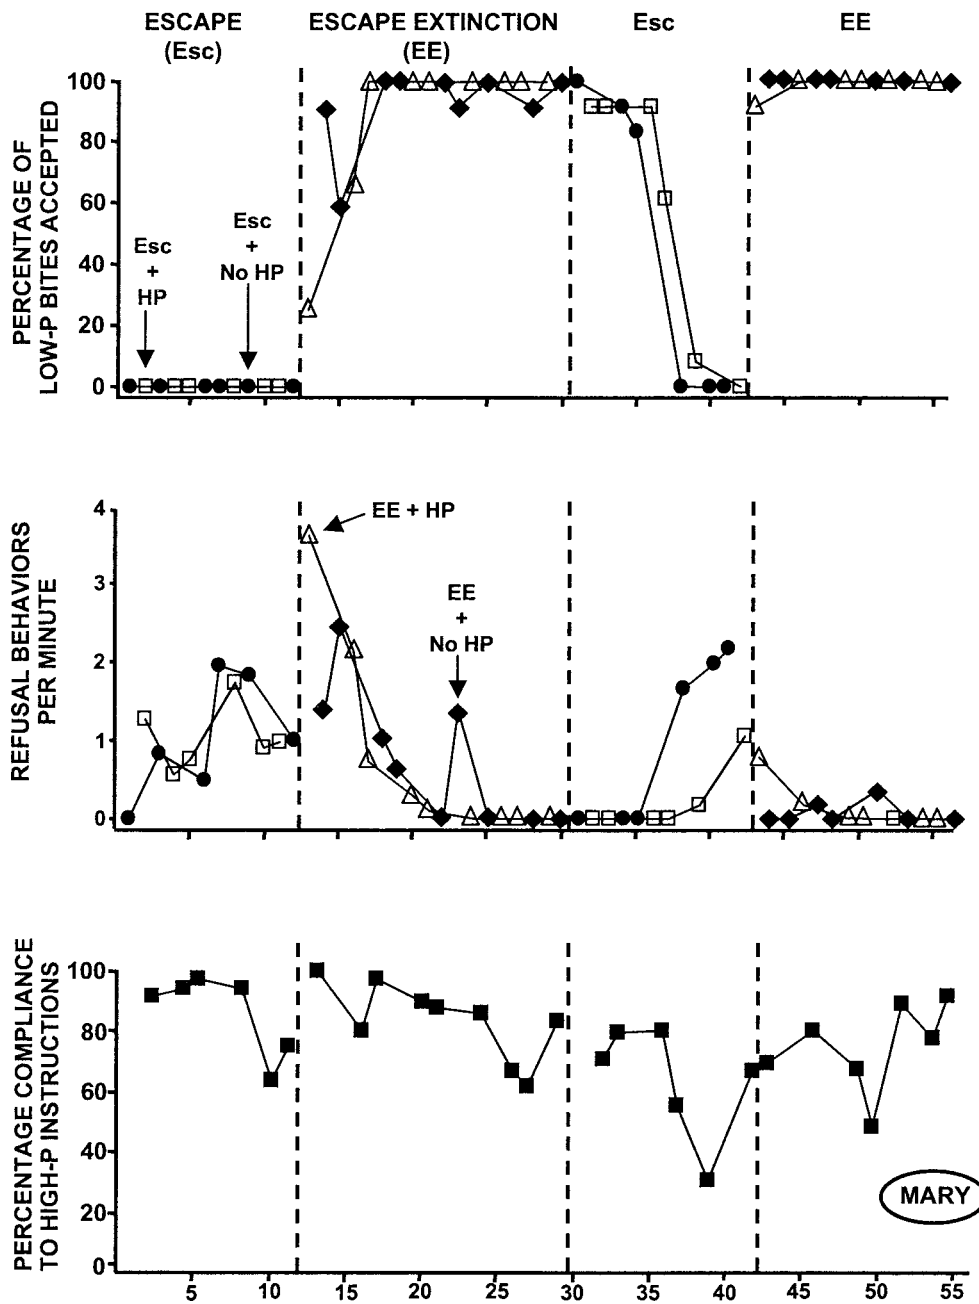 ESCAPE
(Esc)
ESCAPE EXTINCTION
(EE)
Esc
EE
PERCENTAGE OF
LOW-P BITES ACCEPTED
100
80
60
40
20
0
Esc
+
HP
Esc
+
No HP
REFUSAL BEHAVIORS
PER MINUTE
4
3
2
1
0
EE + HP
EE
+
No HP
PERCENTAGE COMPLIANCE
TO HIGH-P INSTRUCTIONS
100
80
60
40
20
0
MARY
5 10 15 20 25 30 35 40 45 50 55